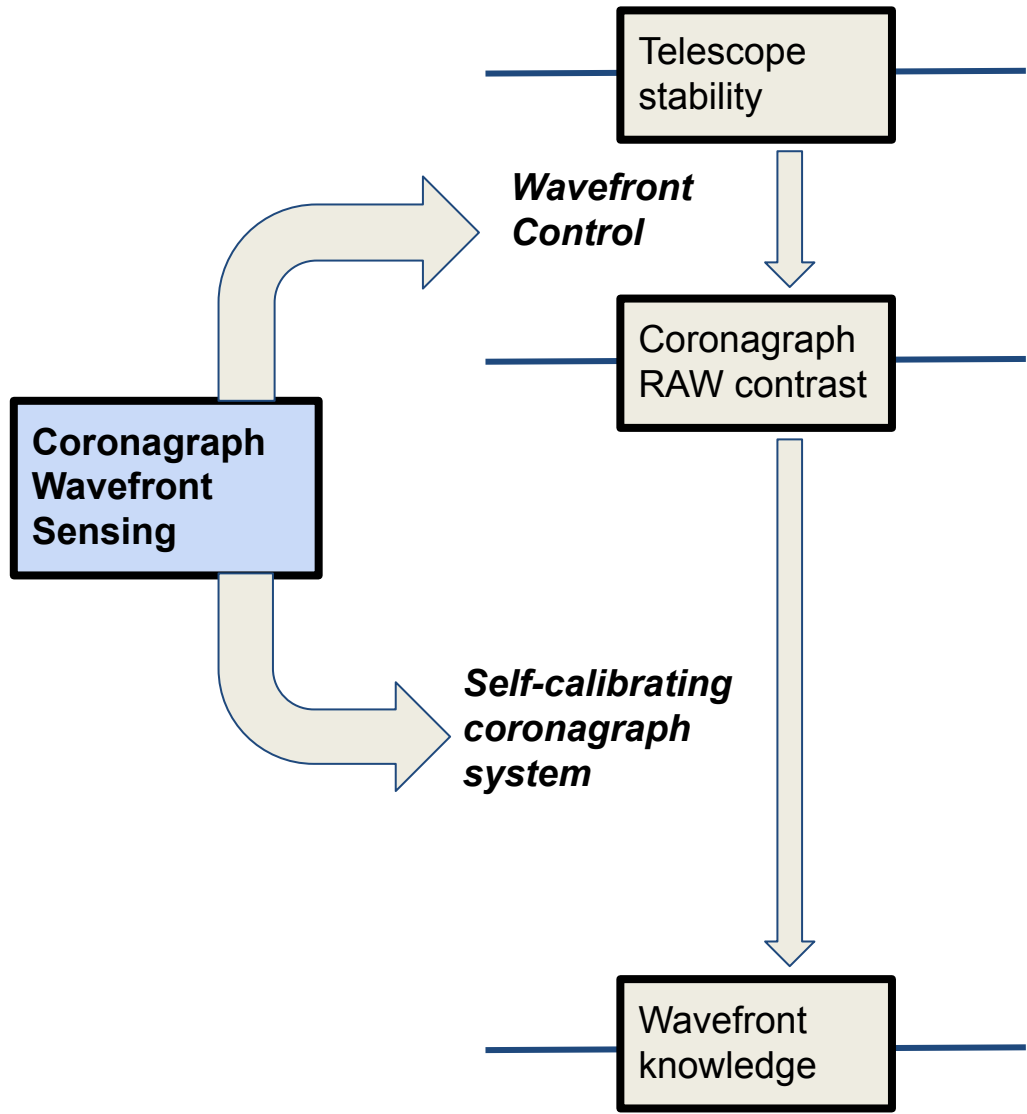 Telescope
stability
Wavefront
Control
Coronagraph
RAW contrast
Coronagraph
Wavefront
Sensing
Self-calibrating
coronagraph
system
Wavefront
knowledge